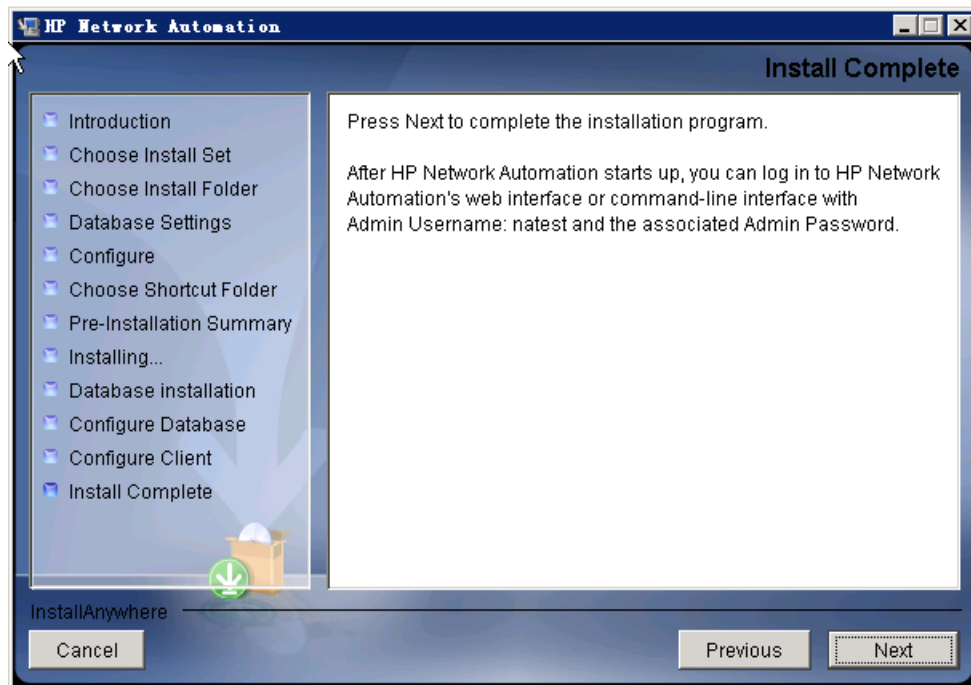 HP Network Automation
Install Complete
Introduction
Choose Install Set
Choose Install Folder
Database Settings
Configure
Choose Shortcut Folder
Pre-Installation Summary
Installing...
Database installation
Configure Database
Configure Client
Install Complete
Press Next to complete the installation program.
After HP Network Automation starts up, you can log in to HP Network
Automation's web interface or command-line interface with
Admin Username: natest and the associated Admin Password.
InstallAnywhere
Cancel
Previous
Next